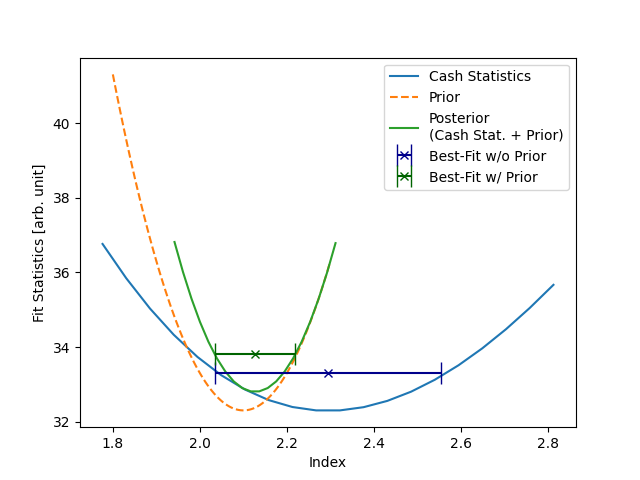 Cash Statistics
Prior
Posterior
(Cash Stat. + Prior)
Best-Fit w/o Prior
Best-Fit w/ Prior
Fit Statistics [arb. unit]
40
38
36
34
32
1.8 2.0 2.2 2.4 2.6 2.8
Index